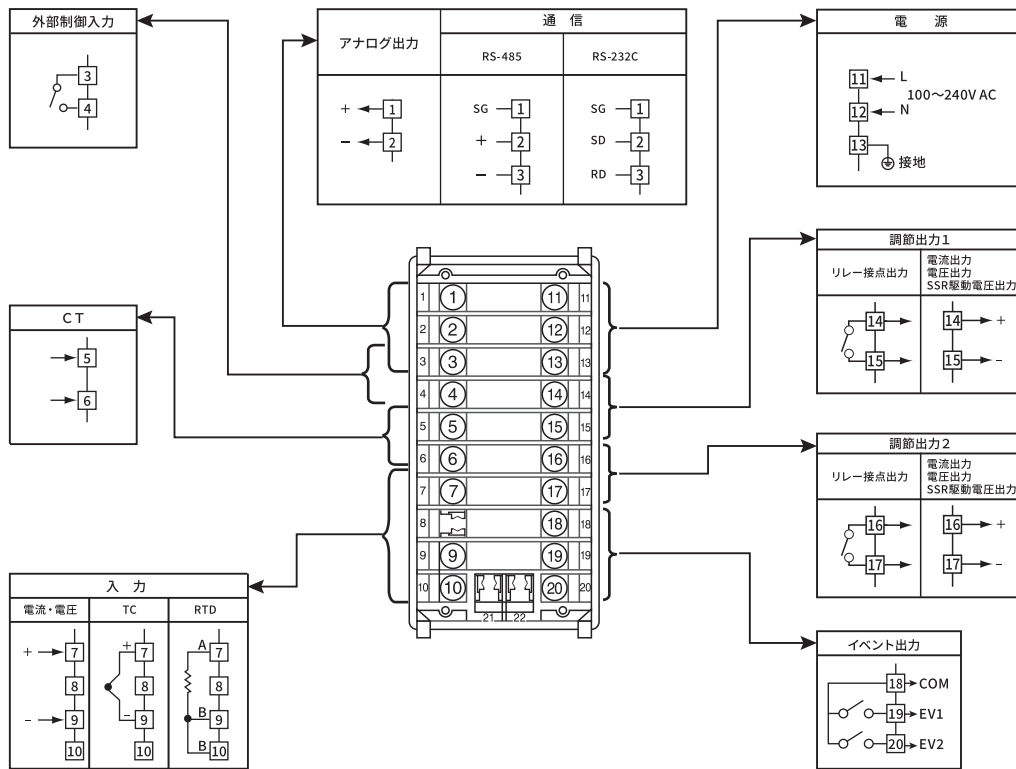 外部制御入力
3
4
アナログ出力
通 信
RS-485
RS-232C
+ 1
- 2
SG 1
+ 2
- 3
SG 1
SD 2
RD 3
電 源
11 L
100〜240V AC
12 N
13
接地
CT
5
6
1 1 11 11
2 2 12 12
3 3 13 13
4 4 14 14
5 5 15 15
6 6 16 16
7 7 17 17
8 18 18
9 9 19 19
10 10 20 20
21 22
調節出力1
リレー接点出力
電流出力
電圧出力
SSR駆動電圧出力
14
15
14 +
15 -
調節出力2
リレー接点出力
電流出力
電圧出力
SSR駆動電圧出力
16
17
16 +
17 -
入 力
電流・電圧
TC
RTD
+ 7
8
- 9
10
+ 7
8
- 9
10
A 7
8
B 9
B 10
イベント出力
18 COM
19 EV1
20 EV2